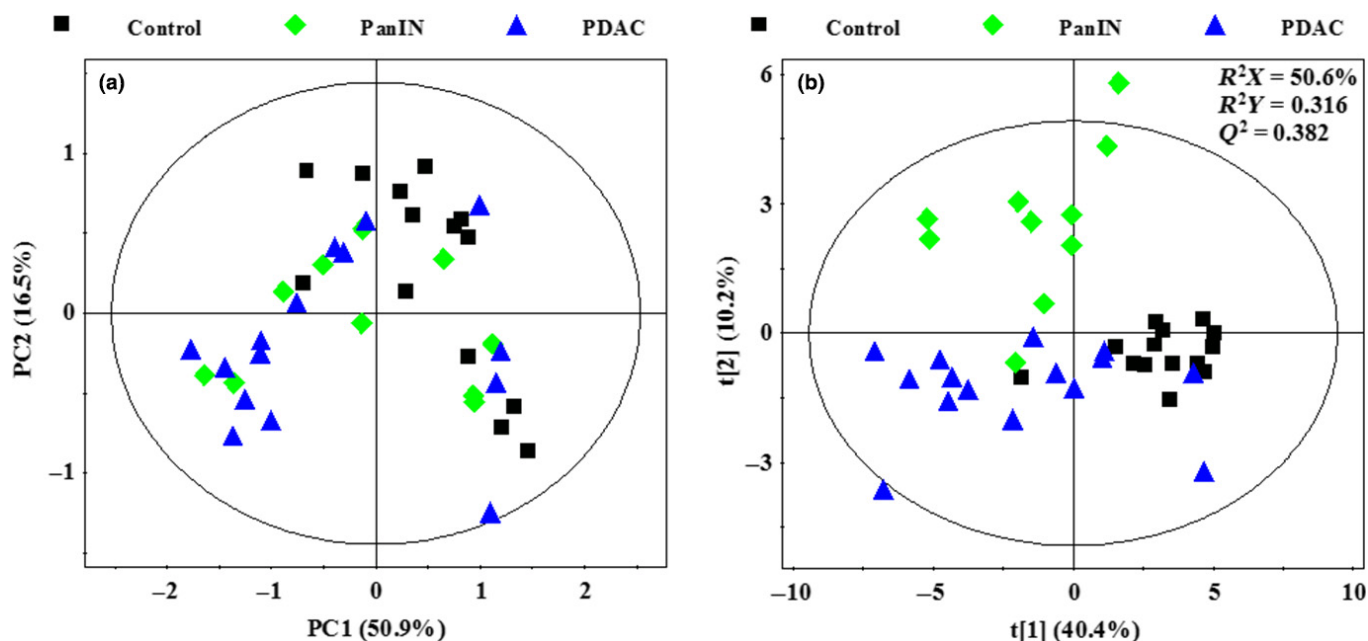 Control PanIN PDAC
(a)
1
0
–1
PC2 (16.5%)
–2 –1 0 1 2
PC1 (50.9%)
Control PanIN PDAC
(b)
R²X = 50.6%
R²Y = 0.316
Q² = 0.382
6
3
0
–3
t[2] (10.2%)
–10 –5 0 5 10
t[1] (40.4%)